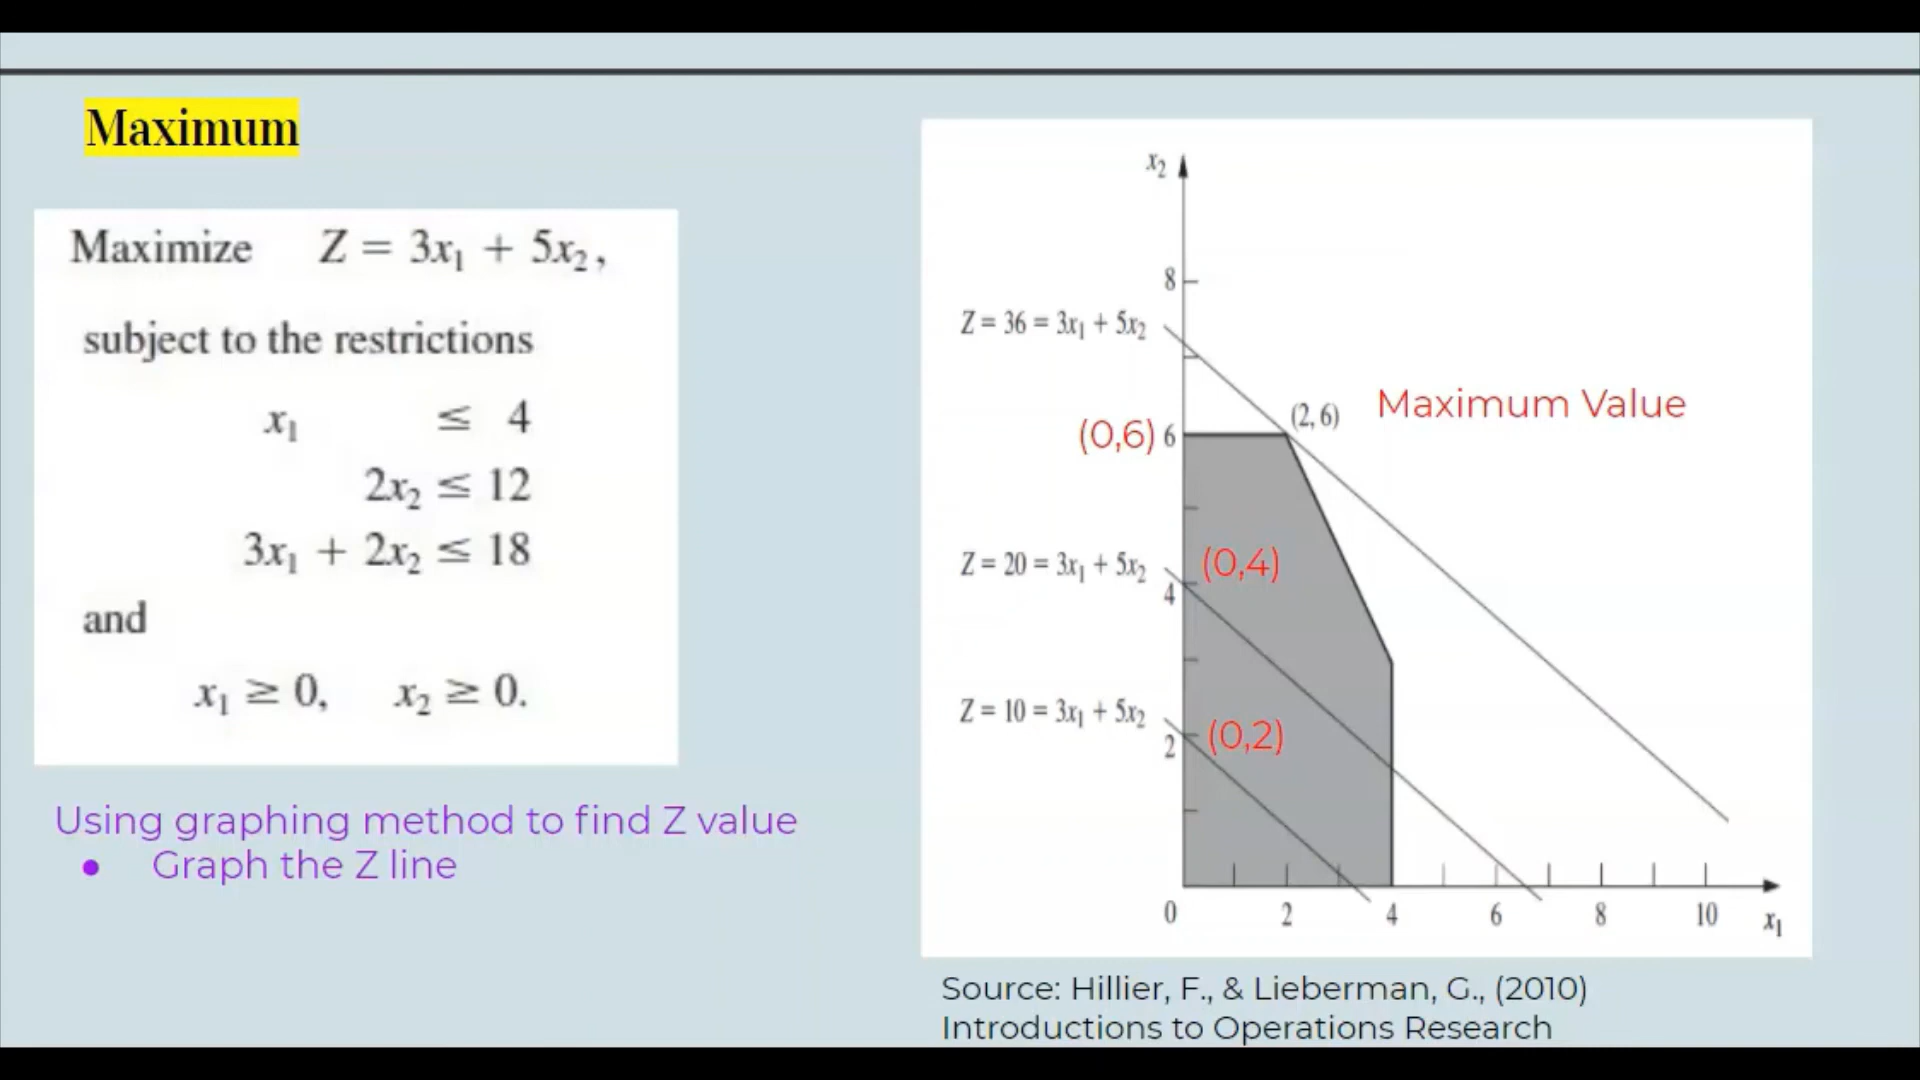 Maximum
Maximize Z = 3x₁ + 5x₂,
subject to the restrictions
x₁ ≤ 4
2x₂ ≤ 12
3x₁ + 2x₂ ≤ 18
and
x₁ ≥ 0, x₂ ≥ 0.
Using graphing method to find Z value
● Graph the Z line
x₂
8
Z = 36 = 3x₁ + 5x₂
Maximum Value
(2, 6)
(0,6) 6
Z = 20 = 3x₁ + 5x₂
(0,4)
4
Z = 10 = 3x₁ + 5x₂
(0,2)
2
0 2 4 6 8 10 x₁
Source: Hillier, F., & Lieberman, G., (2010)
Introductions to Operations Research